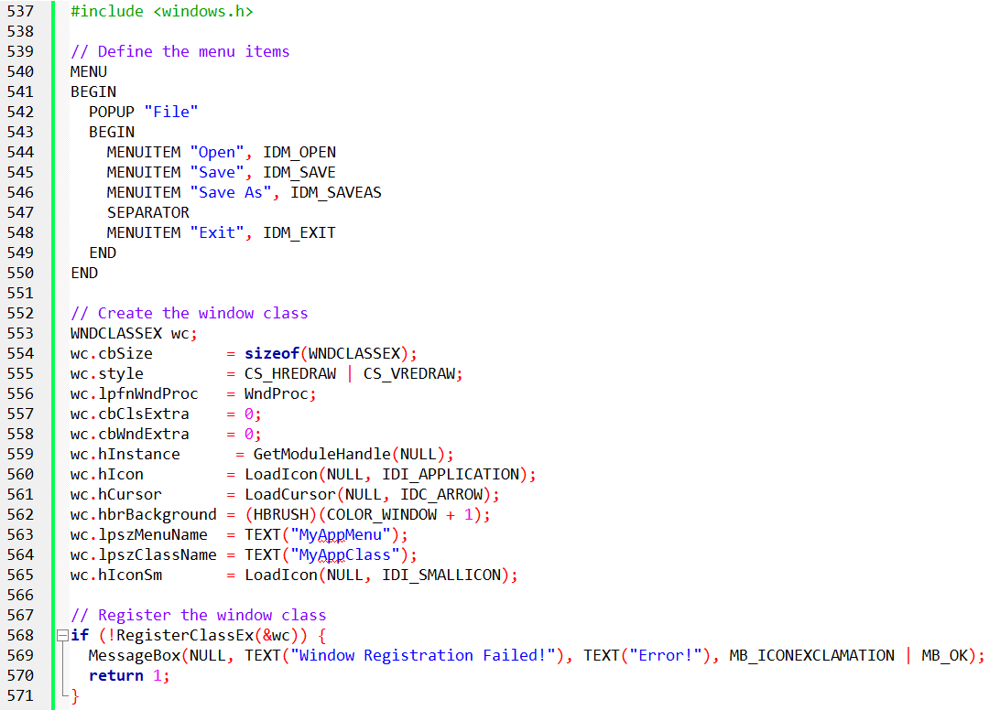 537 #include <windows.h>
538
539 // Define the menu items
540 MENU
541 BEGIN
542   POPUP "File"
543   BEGIN
544     MENUITEM "Open", IDM_OPEN
545     MENUITEM "Save", IDM_SAVE
546     MENUITEM "Save As", IDM_SAVEAS
547     SEPARATOR
548     MENUITEM "Exit", IDM_EXIT
549   END
550 END
551
552 // Create the window class
553 WNDCLASSEX wc;
554 wc.cbSize        = sizeof(WNDCLASSEX);
555 wc.style         = CS_HREDRAW | CS_VREDRAW;
556 wc.lpfnWndProc   = WndProc;
557 wc.cbClsExtra    = 0;
558 wc.cbWndExtra    = 0;
559 wc.hInstance      = GetModuleHandle(NULL);
560 wc.hIcon         = LoadIcon(NULL, IDI_APPLICATION);
561 wc.hCursor       = LoadCursor(NULL, IDC_ARROW);
562 wc.hbrBackground = (HBRUSH)(COLOR_WINDOW + 1);
563 wc.lpszMenuName  = TEXT("MyAppMenu");
564 wc.lpszClassName = TEXT("MyAppClass");
565 wc.hIconSm       = LoadIcon(NULL, IDI_SMALLICON);
566
567 // Register the window class
568 if (!RegisterClassEx(&wc)) {
569   MessageBox(NULL, TEXT("Window Registration Failed!"), TEXT("Error!"), MB_ICONEXCLAMATION | MB_OK);
570   return 1;
571 }